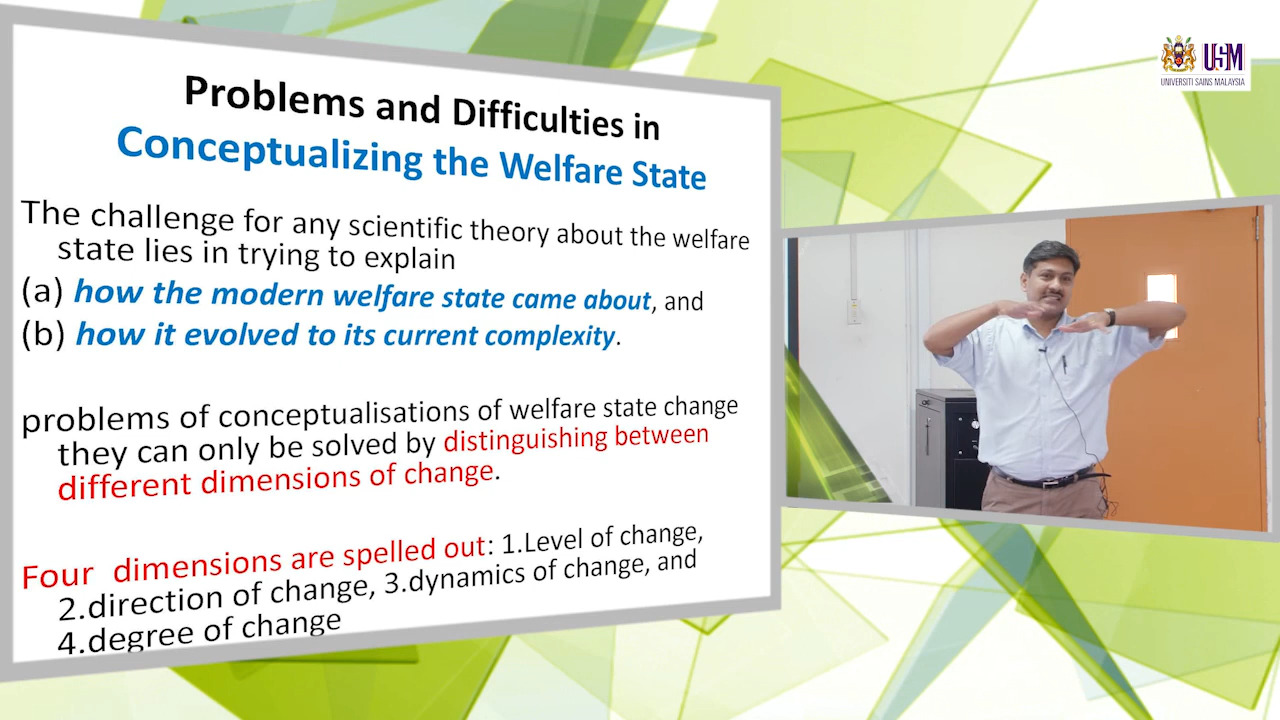 Problems and Difficulties in
Conceptualizing the Welfare State
The challenge for any scientific theory about the welfare
state lies in trying to explain
(a) how the modern welfare state came about, and
(b) how it evolved to its current complexity.
problems of conceptualisations of welfare state change
they can only be solved by distinguishing between
different dimensions of change.
Four dimensions are spelled out: 1.Level of change,
2.direction of change, 3.dynamics of change, and
4.degree of change
USM
UNIVERSITI SAINS MALAYSIA